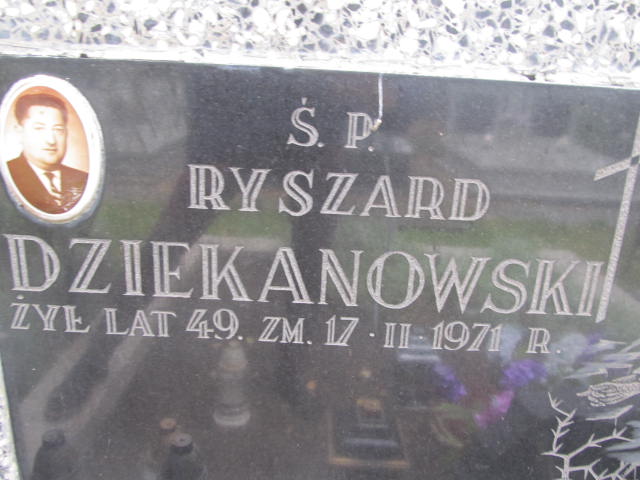 Ś. P.
RYSZARD
DZIEKANOWSKI
ŻYŁ LAT 49. ZM. 17 · II · 1971 R.